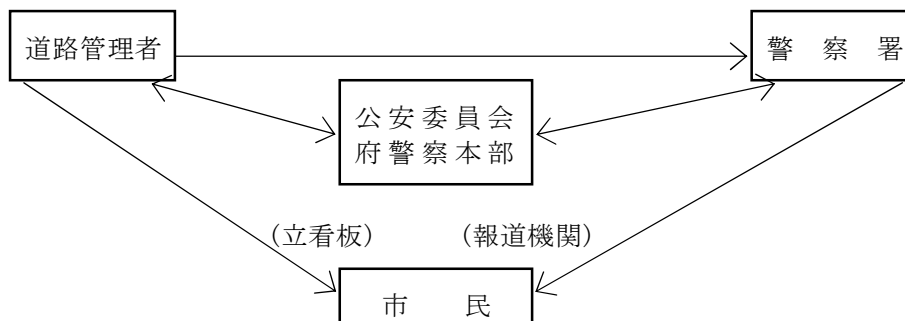 道路管理者
警察署
公安委員会
府警察本部
(立看板)
(報道機関)
市民